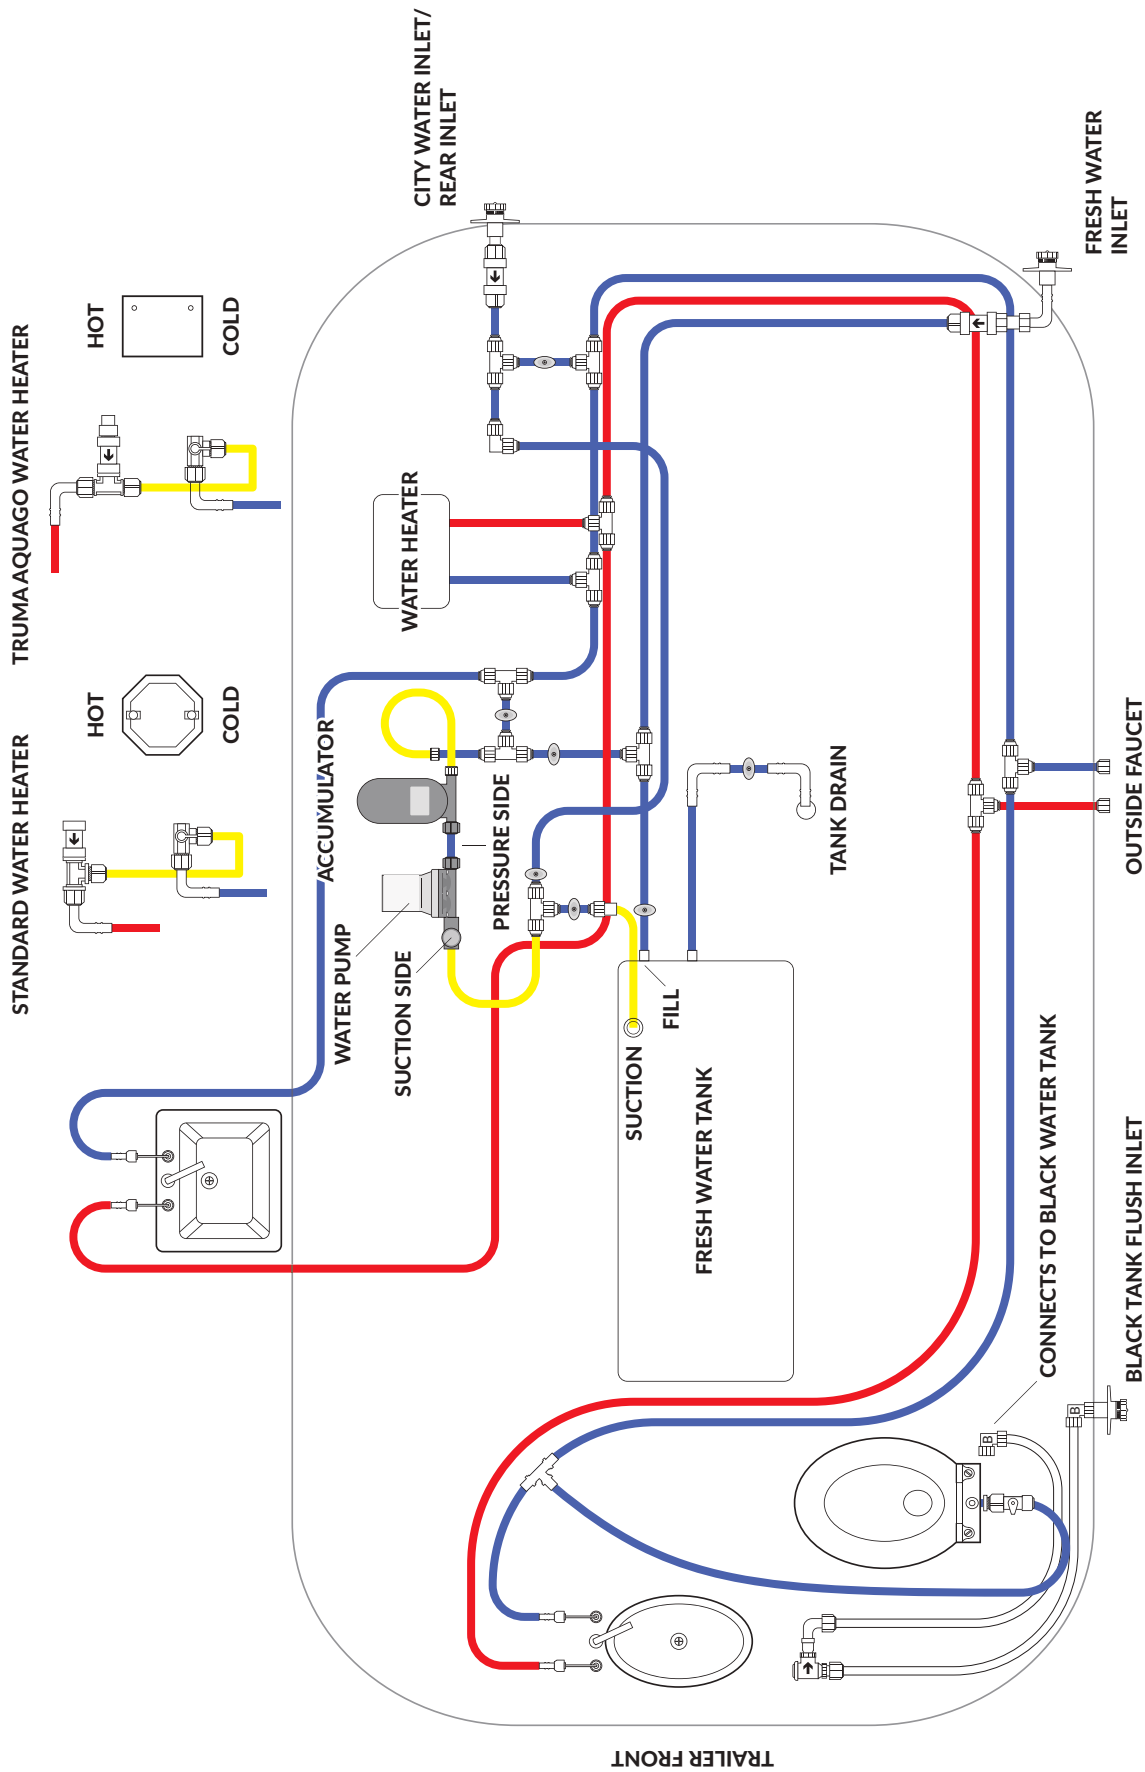 STANDARD WATER HEATER
HOT
COLD
TRUMA AQUAGO WATER HEATER
HOT
COLD
CITY WATER INLET/
REAR INLET
ACCUMULATOR
WATER HEATER
WATER PUMP
SUCTION SIDE
PRESSURE SIDE
SUCTION
FILL
FRESH WATER TANK
TANK DRAIN
FRESH WATER
INLET
OUTSIDE FAUCET
CONNECTS TO BLACK WATER TANK
B
B
BLACK TANK FLUSH INLET
TRAILER FRONT